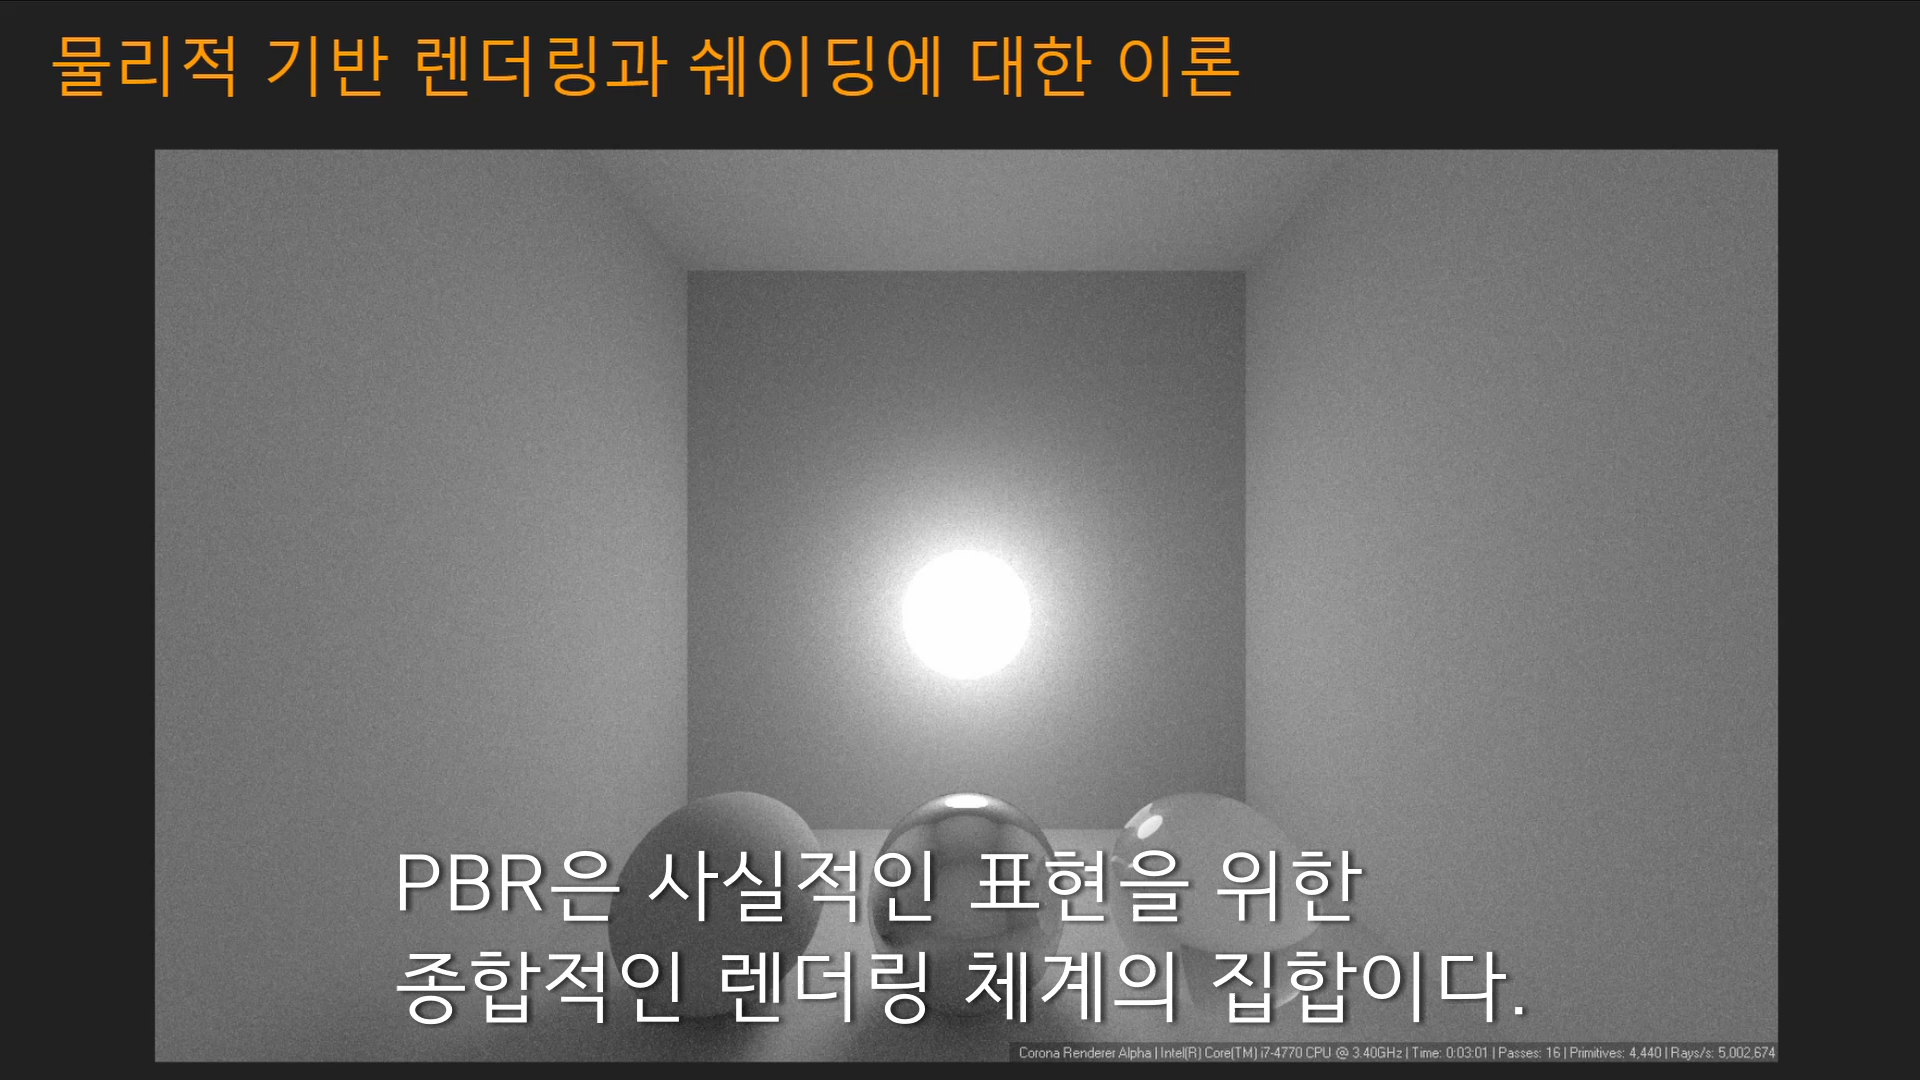 물리적 기반 렌더링과 쉐이딩에 대한 이론
PBR은 사실적인 표현을 위한
종합적인 렌더링 체계의 집합이다.
Corona Renderer Alpha | Intel(R) Core(TM) i7-4770 CPU @ 3.40GHz | Time: 0:03:01 | Passes: 16 | Primitives: 4,440 | Rays/s: 5,002,674